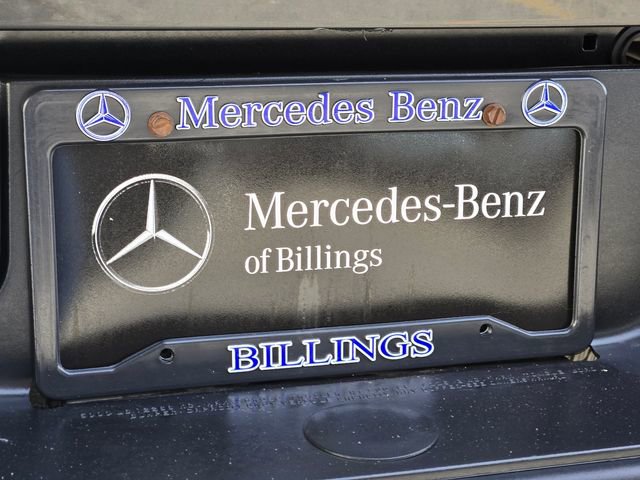 Mercedes Benz
Mercedes-Benz
of Billings
BILLINGS